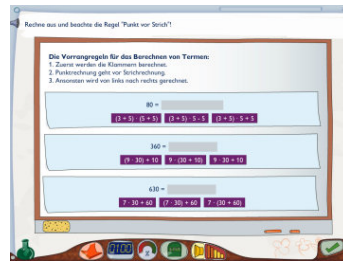 Rechne aus und beachte die Regel "Punkt vor Strich"!
Die Vorrangregeln für das Berechnen von Termen:
1. Zuerst werden die Klammern berechnet.
2. Punktrechnung geht vor Strichrechnung.
3. Ansonsten wird von links nach rechts gerechnet.
80 =
(3 + 5) · (5 + 5) (3 + 5) · 5 - 5 (3 + 5) · 5 + 5
360 =
(9 · 30) + 10 9 · (30 + 10) 9 · 30 + 10
630 =
7 · 30 + 60 (7 · 30) + 60 7 · (30 + 60)